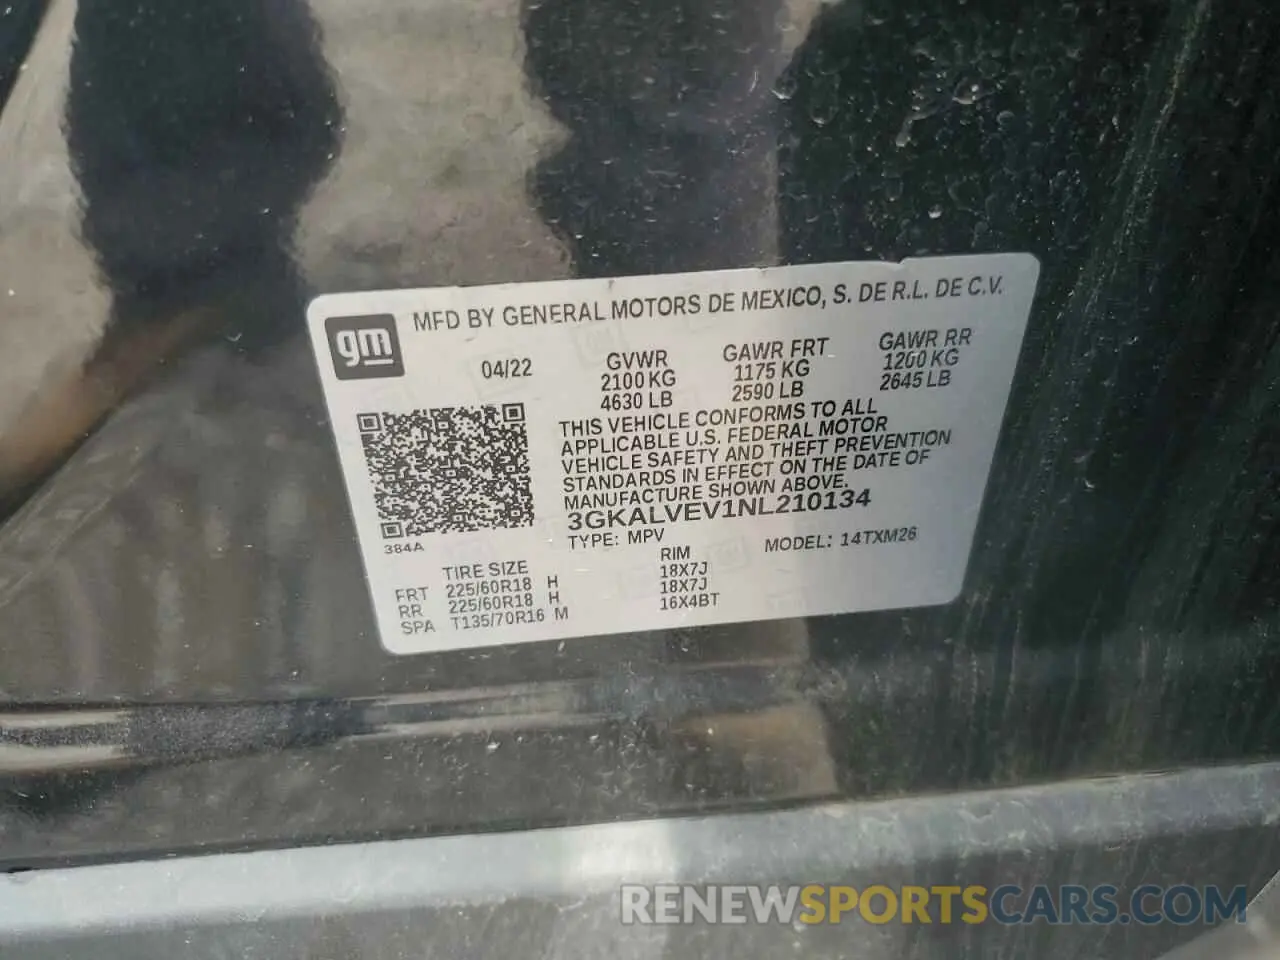 gm
MFD BY GENERAL MOTORS DE MEXICO, S. DE R.L. DE C.V.
04/22
GVWR
2100 KG
4630 LB
GAWR FRT
1175 KG
2590 LB
GAWR RR
1200 KG
2645 LB
THIS VEHICLE CONFORMS TO ALL
APPLICABLE U.S. FEDERAL MOTOR
VEHICLE SAFETY AND THEFT PREVENTION
STANDARDS IN EFFECT ON THE DATE OF
MANUFACTURE SHOWN ABOVE.
3GKALVEV1NL210134
TYPE: MPV
MODEL: 14TXM26
384A
TIRE SIZE RIM
FRT 225/60R18 H 18X7J
RR 225/60R18 H 18X7J
SPA T135/70R16 M 16X4BT
RENEWSPORTSCARS.COM